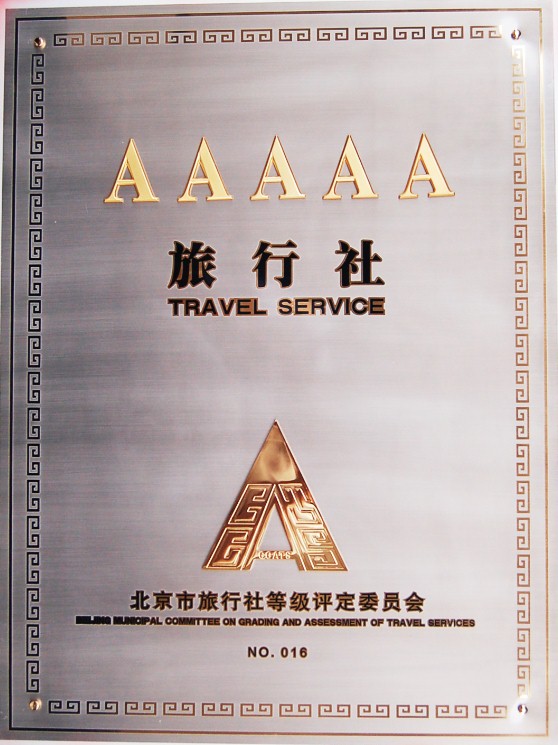 AAAAA
旅行社
TRAVEL SERVICE
CGATS
北京市旅行社等级评定委员会
BEIJING MUNICIPAL COMMITTEE ON GRADING AND ASSESSMENT OF TRAVEL SERVICES
NO. 016